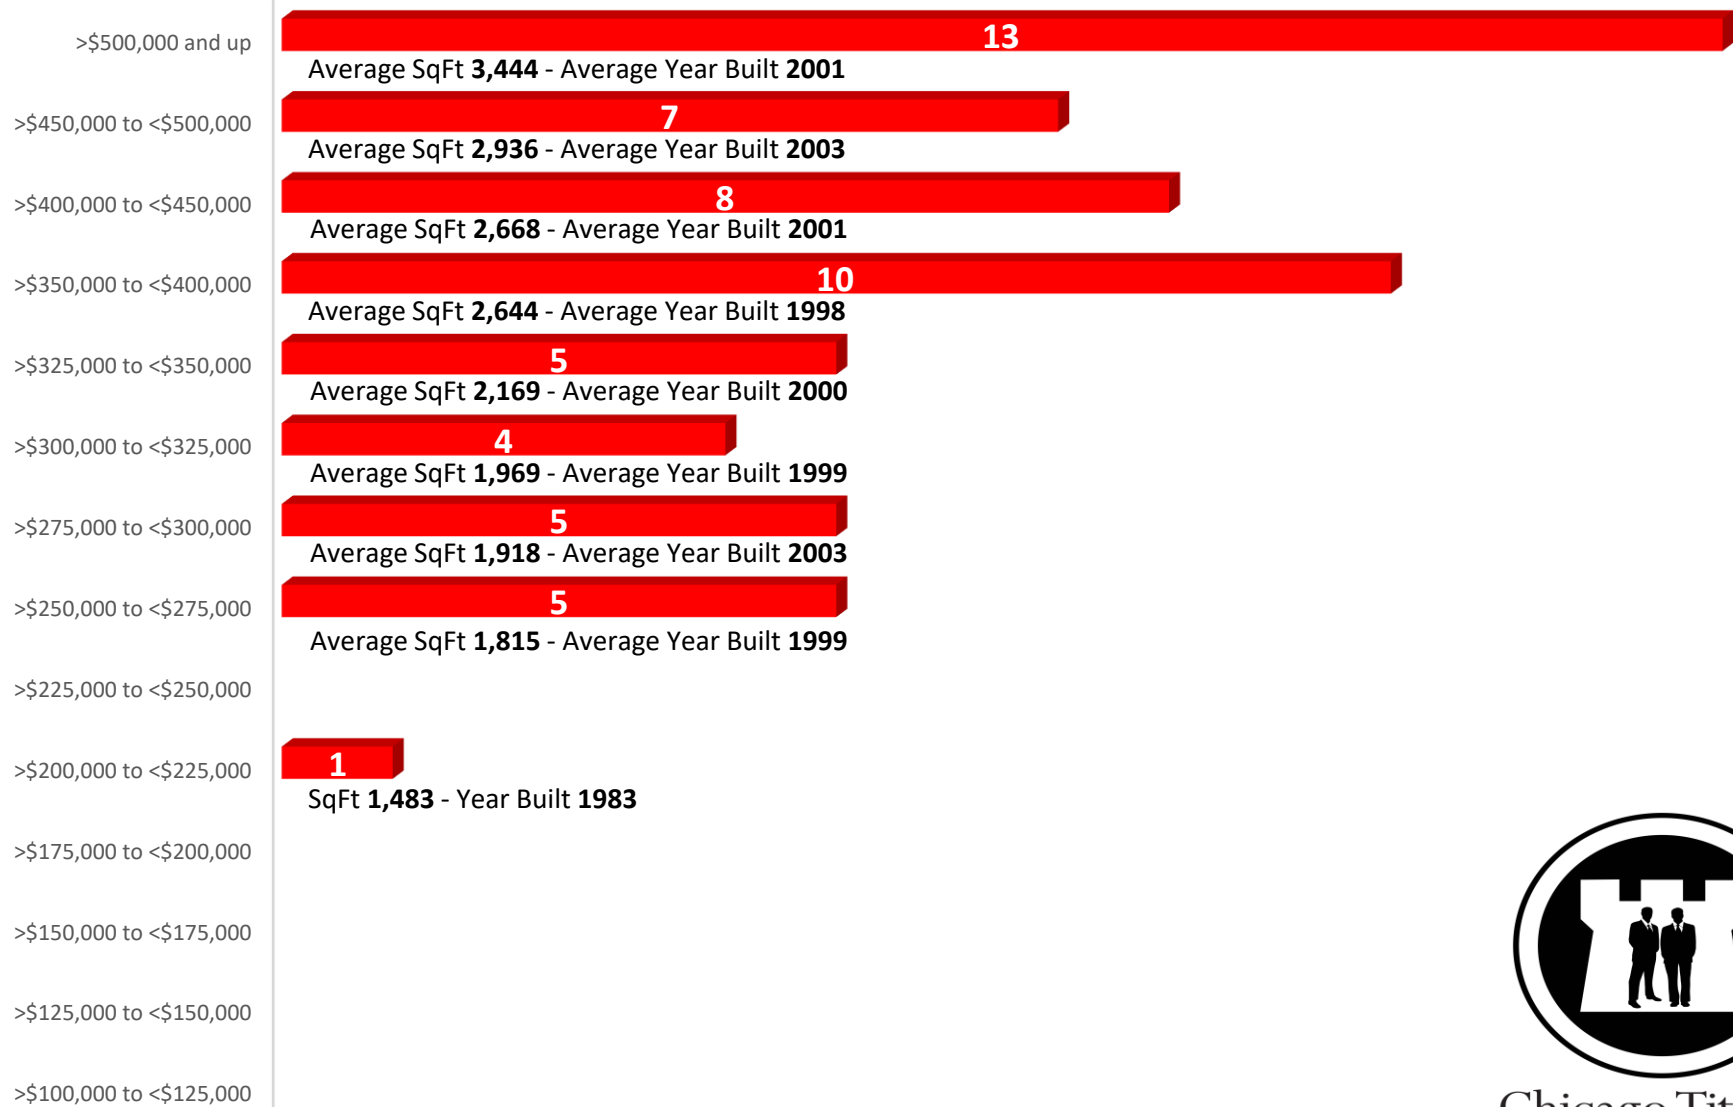 >$500,000 and up
13
Average SqFt 3,444 - Average Year Built 2001
>$450,000 to <$500,000
7
Average SqFt 2,936 - Average Year Built 2003
>$400,000 to <$450,000
8
Average SqFt 2,668 - Average Year Built 2001
>$350,000 to <$400,000
10
Average SqFt 2,644 - Average Year Built 1998
>$325,000 to <$350,000
5
Average SqFt 2,169 - Average Year Built 2000
>$300,000 to <$325,000
4
Average SqFt 1,969 - Average Year Built 1999
>$275,000 to <$300,000
5
Average SqFt 1,918 - Average Year Built 2003
>$250,000 to <$275,000
5
Average SqFt 1,815 - Average Year Built 1999
>$225,000 to <$250,000
>$200,000 to <$225,000
1
SqFt 1,483 - Year Built 1983
>$175,000 to <$200,000
>$150,000 to <$175,000
>$125,000 to <$150,000
>$100,000 to <$125,000
Chicago